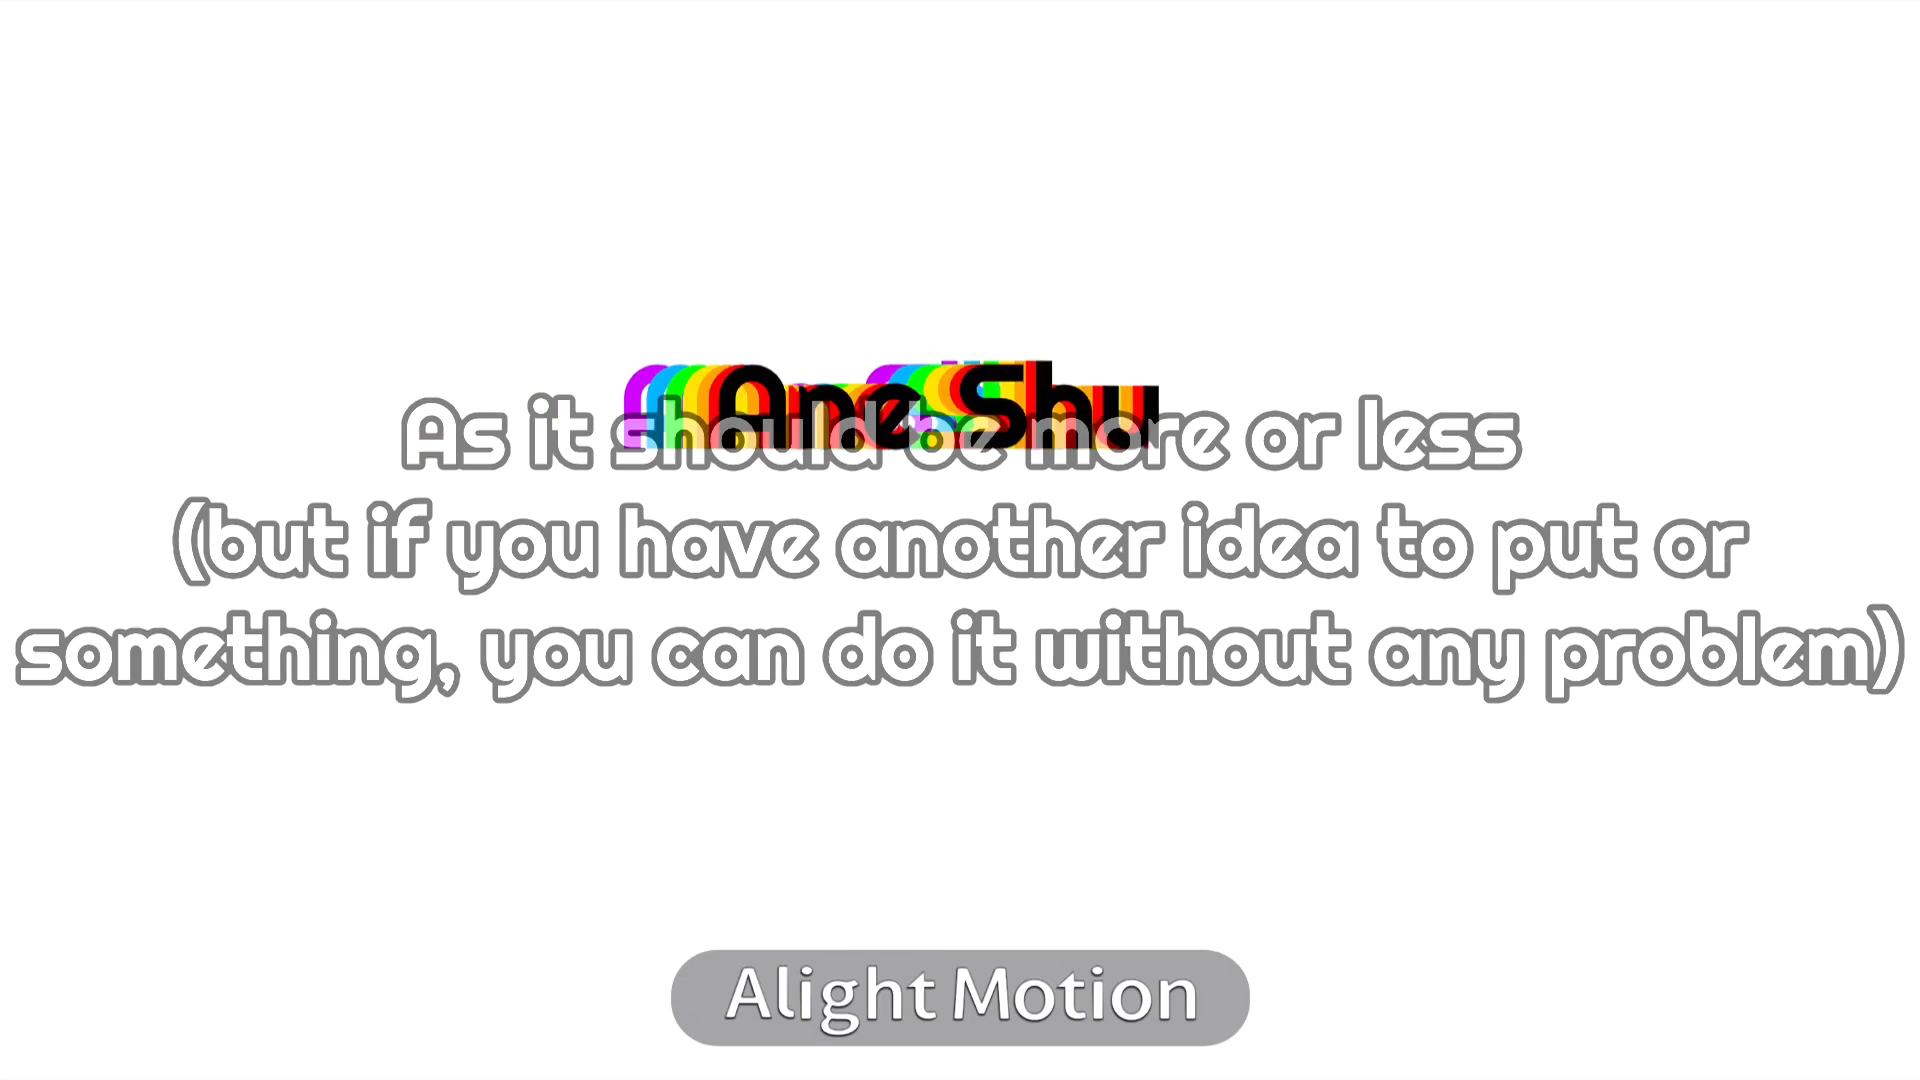 Ane Shu
As it should be more or less
(but if you have another idea to put or
something, you can do it without any problem)
Alight Motion